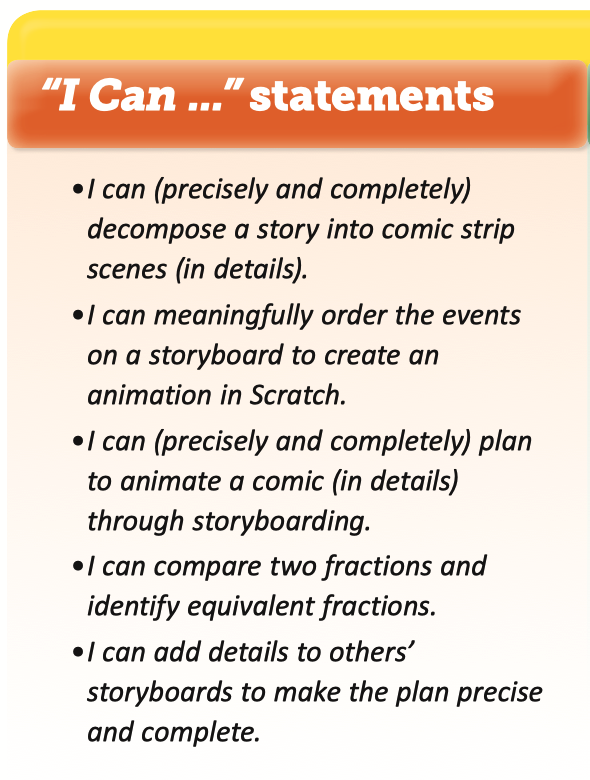 “I Can ...” statements
•I can (precisely and completely)
decompose a story into comic strip
scenes (in details).
•I can meaningfully order the events
on a storyboard to create an
animation in Scratch.
•I can (precisely and completely) plan
to animate a comic (in details)
through storyboarding.
•I can compare two fractions and
identify equivalent fractions.
•I can add details to others’
storyboards to make the plan precise
and complete.